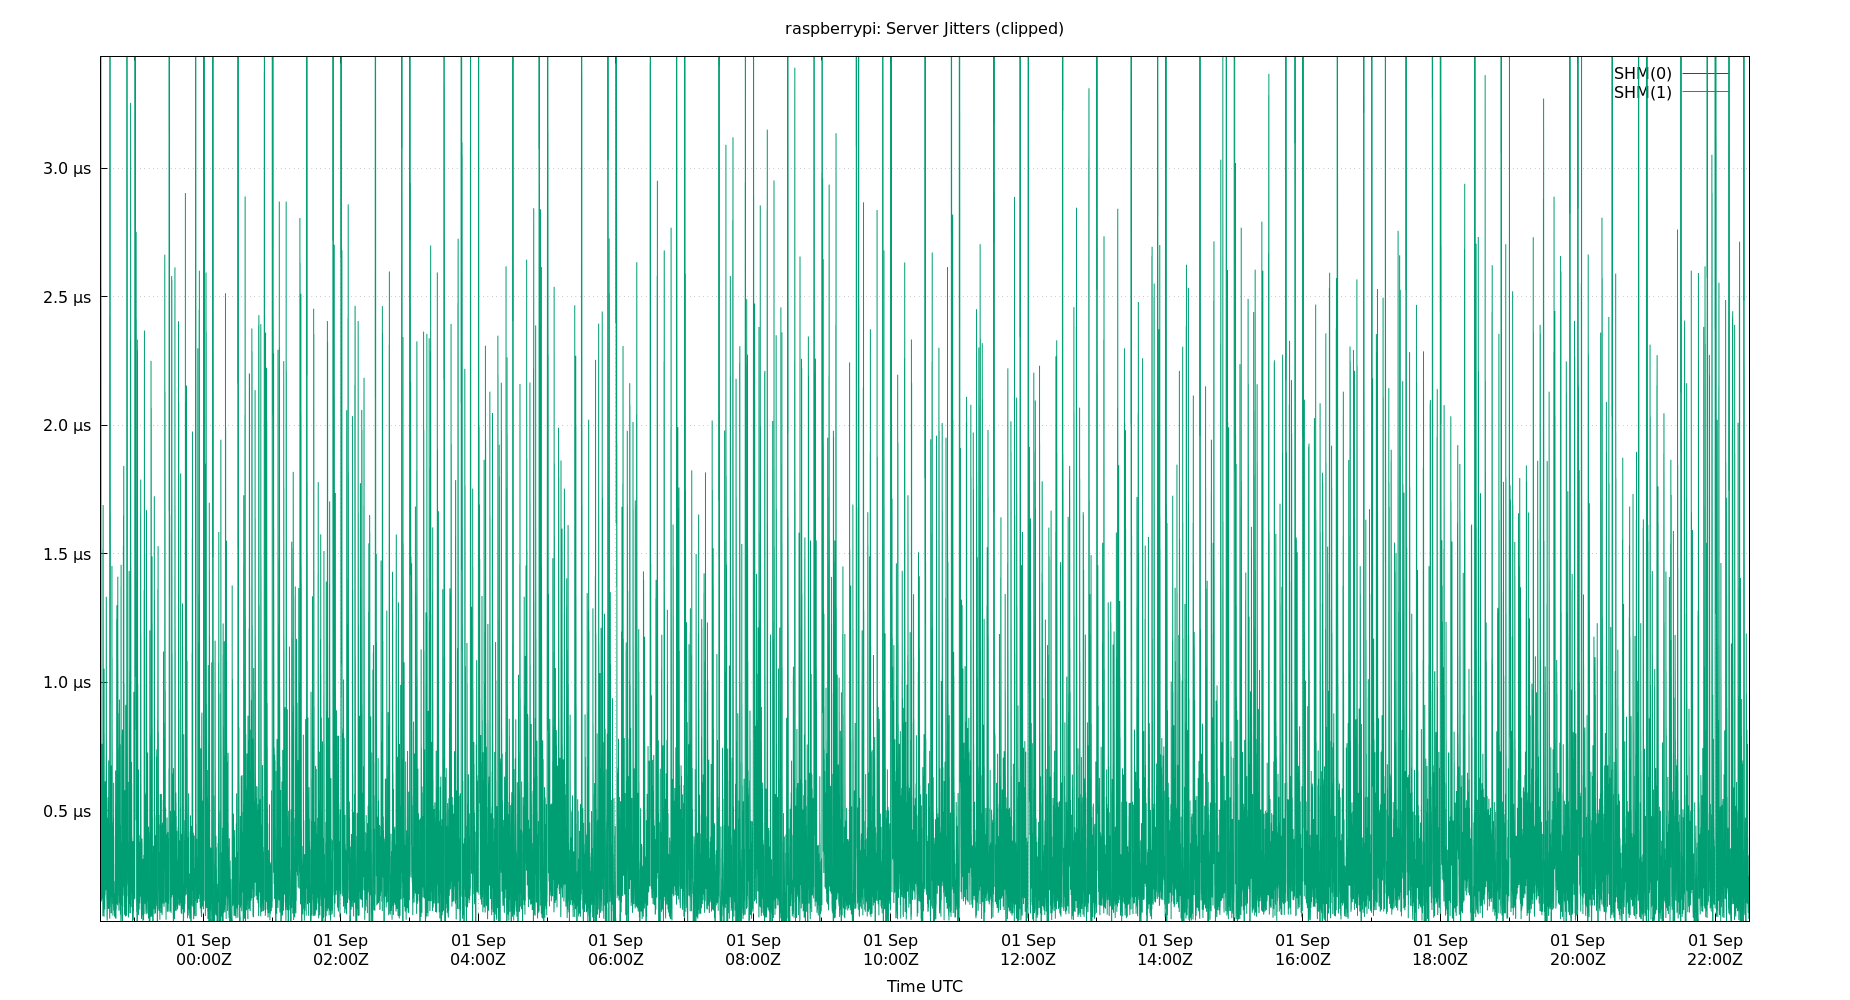 raspberrypi: Server Jitters (clipped)
SHM(0)
SHM(1)
3.0 µs
2.5 µs
2.0 µs
1.5 µs
1.0 µs
0.5 µs
01 Sep 01 Sep 01 Sep 01 Sep 01 Sep 01 Sep 01 Sep 01 Sep 01 Sep 01 Sep 01 Sep 01 Sep
00:00Z 02:00Z 04:00Z 06:00Z 08:00Z 10:00Z 12:00Z 14:00Z 16:00Z 18:00Z 20:00Z 22:00Z
Time UTC